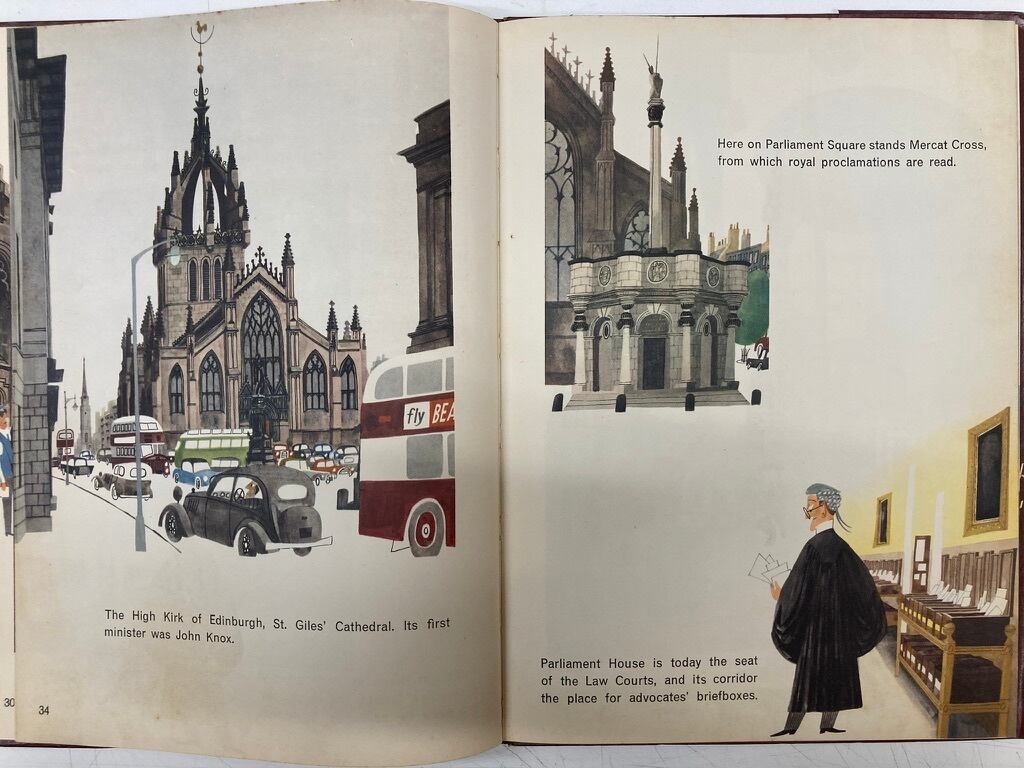 fly BEA
The High Kirk of Edinburgh, St. Giles' Cathedral. Its first
minister was John Knox.
30
34
Here on Parliament Square stands Mercat Cross,
from which royal proclamations are read.
Parliament House is today the seat
of the Law Courts, and its corridor
the place for advocates' briefboxes.